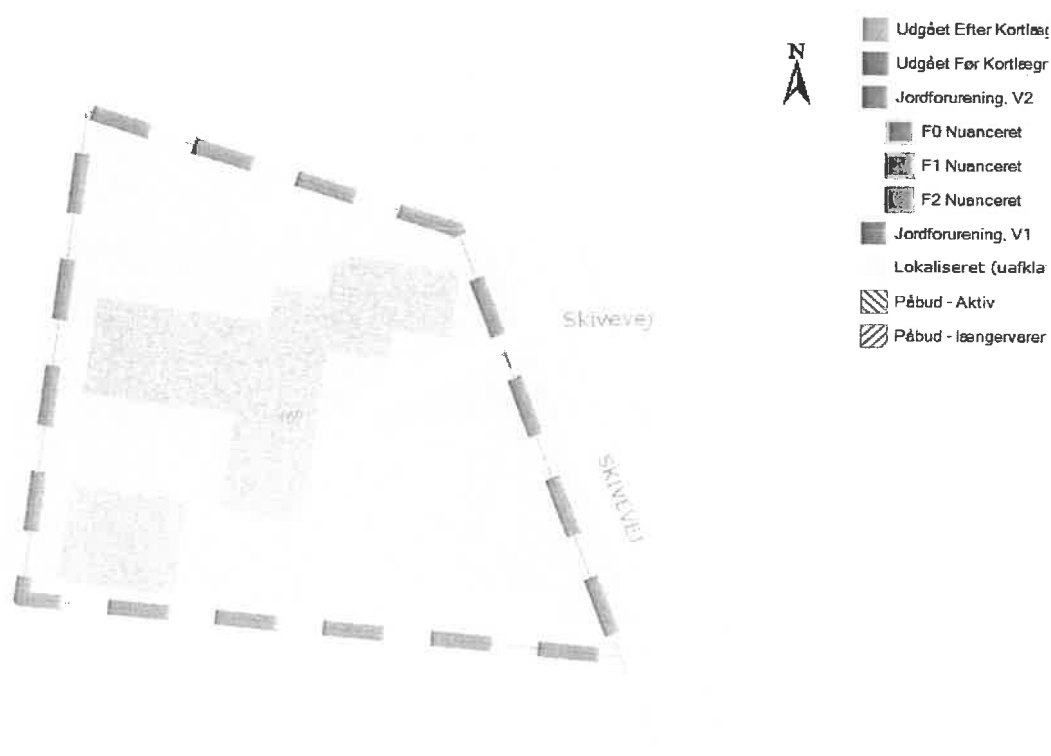 N
Udgået Efter Kortlæg
Udgået Før Kortlægr
Jordforurening, V2
F0 Nuanceret
F1 Nuanceret
F2 Nuanceret
Jordforurening, V1
Lokaliseret (uafkla
Påbud - Aktiv
Påbud - længervarer
Skivevej
SKIVEVEJ